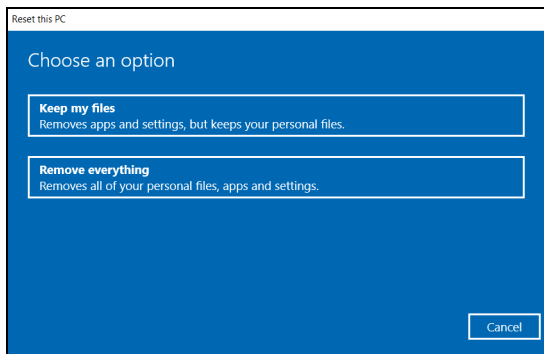 Reset this PC
Choose an option
Keep my files
Removes apps and settings, but keeps your personal files.
Remove everything
Removes all of your personal files, apps and settings.
Cancel